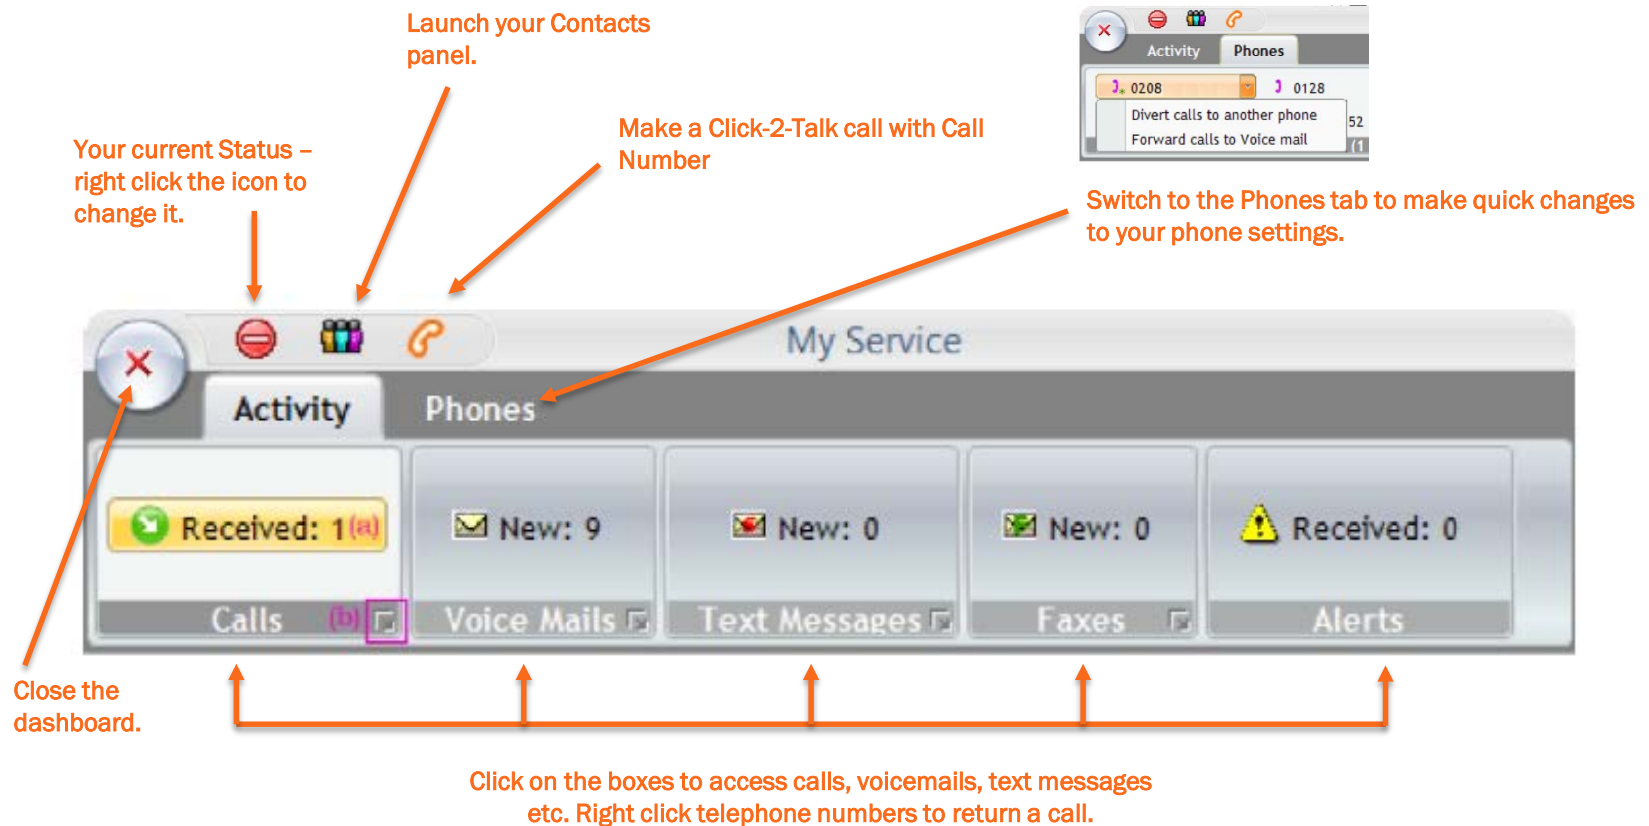 Launch your Contacts
panel.
Activity Phones
0208 0128
Divert calls to another phone
52
Forward calls to Voice mail
(1
Make a Click-2-Talk call with Call
Number
Your current Status –
right click the icon to
change it.
Switch to the Phones tab to make quick changes
to your phone settings.
My Service
Activity Phones
Received: 1(a) New: 9 New: 0 New: 0 Received: 0
Calls (b) Voice Mails Text Messages Faxes Alerts
Close the
dashboard.
Click on the boxes to access calls, voicemails, text messages
etc. Right click telephone numbers to return a call.